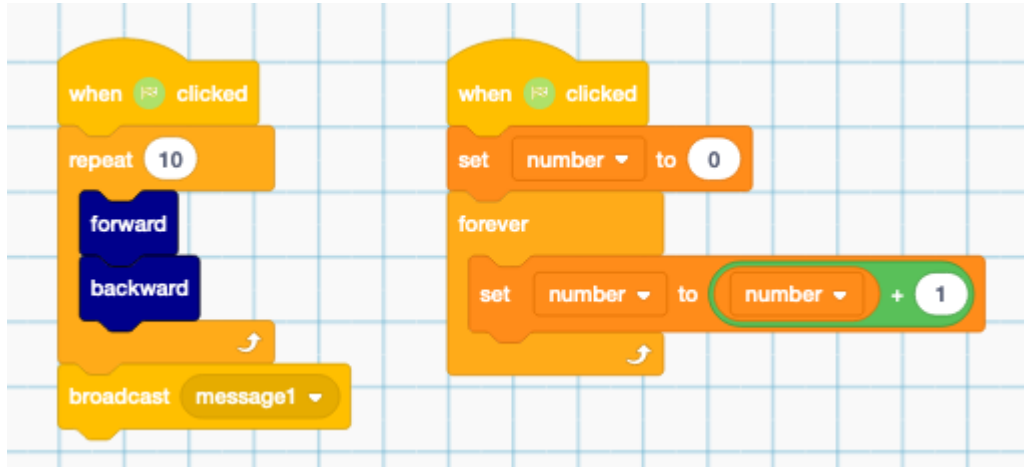 when clicked
repeat 10
forward
backward
broadcast message1
when clicked
set number to 0
forever
set number to number + 1